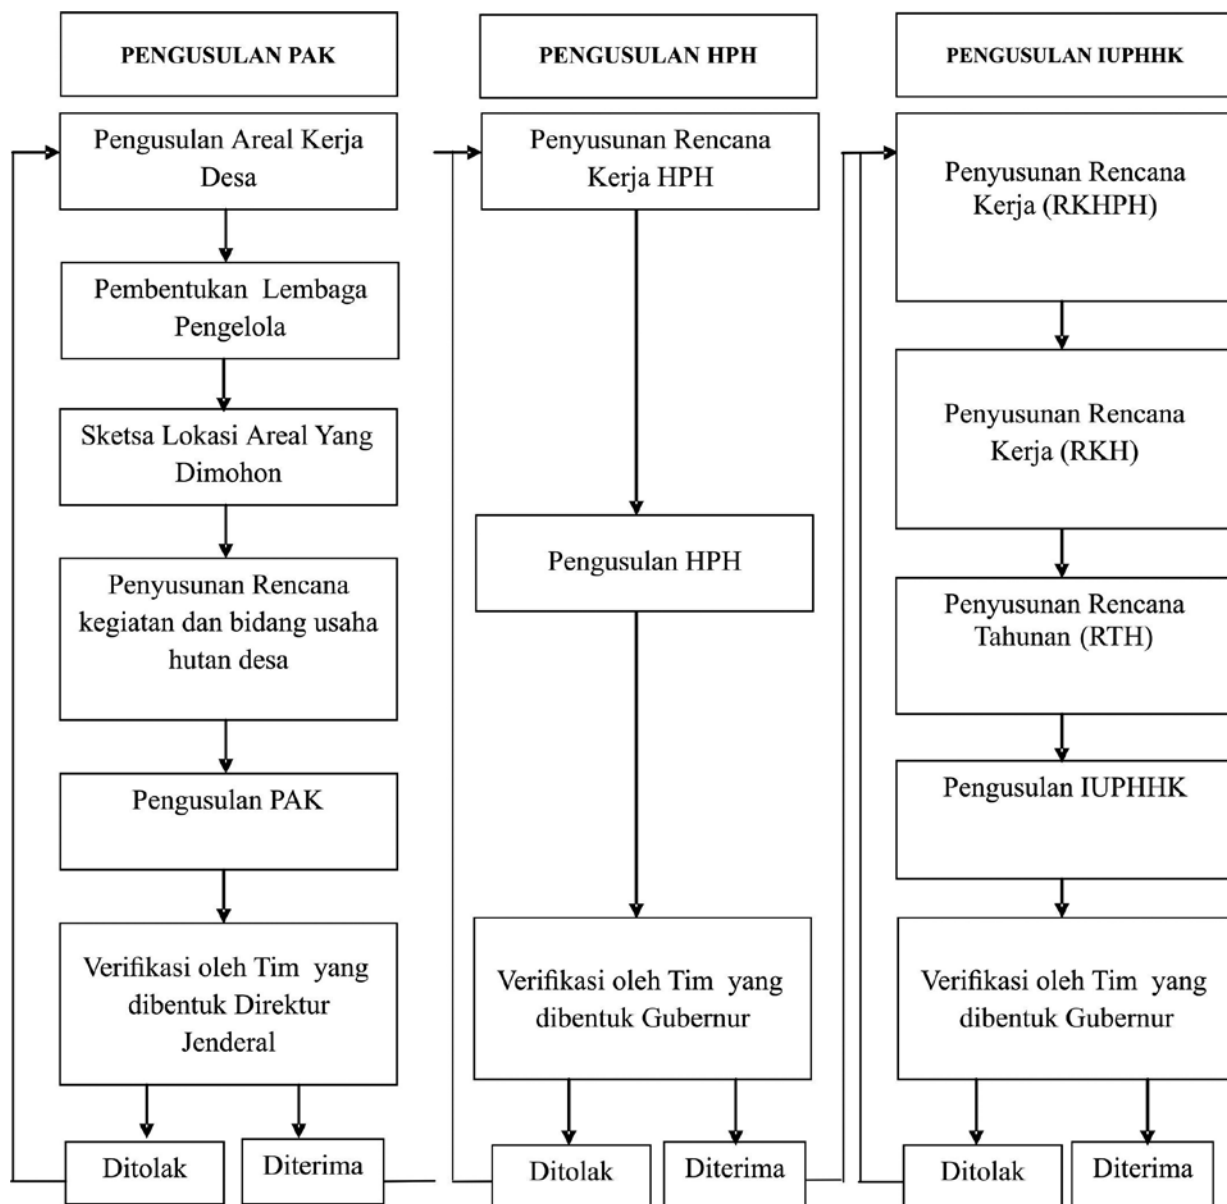 PENGUSULAN PAK
Pengusulan Areal Kerja
Desa
Pembentukan Lembaga
Pengelola
Sketsa Lokasi Areal Yang
Dimohon
Penyusunan Rencana
kegiatan dan bidang usaha
hutan desa
Pengusulan PAK
Verifikasi oleh Tim yang
dibentuk Direktur
Jenderal
Ditolak
Diterima
PENGUSULAN HPH
Penyusunan Rencana
Kerja HPH
Pengusulan HPH
Verifikasi oleh Tim yang
dibentuk Gubernur
Ditolak
Diterima
PENGUSULAN IUPHHK
Penyusunan Rencana
Kerja (RKHPH)
Penyusunan Rencana
Kerja (RKH)
Penyusunan Rencana
Tahunan (RTH)
Pengusulan IUPHHK
Verifikasi oleh Tim yang
dibentuk Gubernur
Ditolak
Diterima